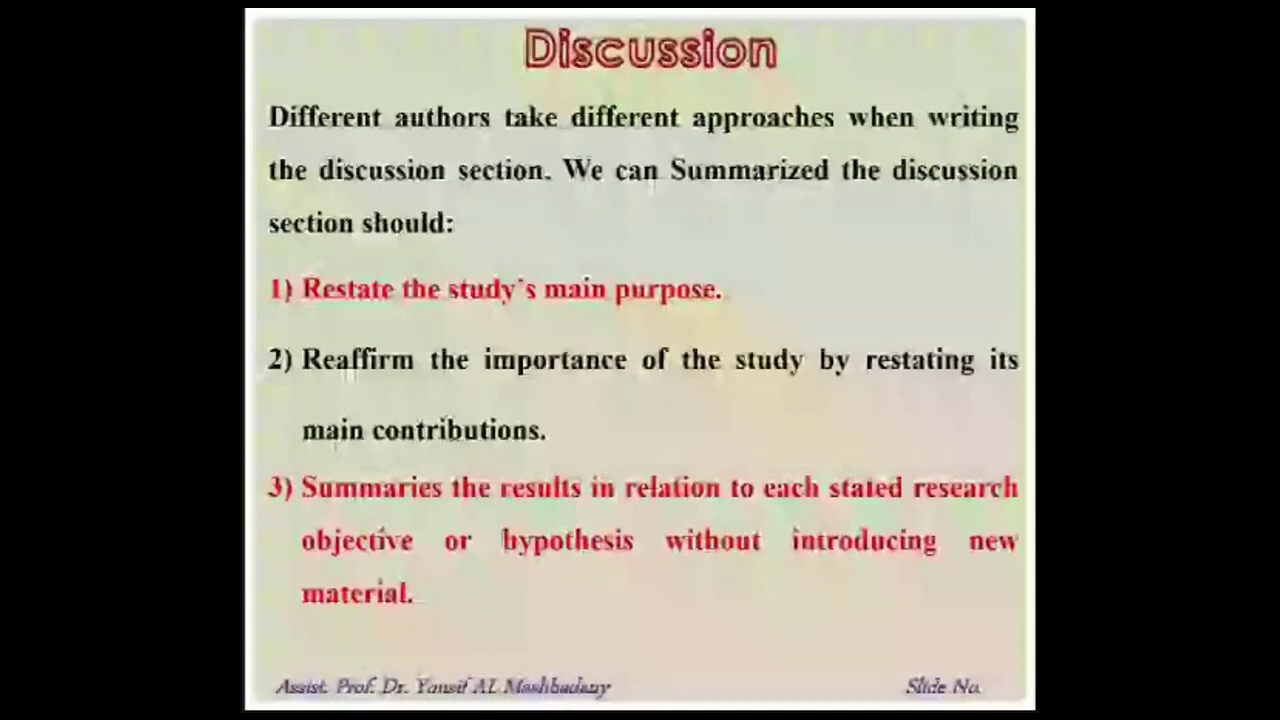 Discussion
Different authors take different approaches when writing
the discussion section. We can Summarized the discussion
section should:
1) Restate the study's main purpose.
2) Reaffirm the importance of the study by restating its
main contributions.
3) Summaries the results in relation to each stated research
objective or hypothesis without introducing new
material.
Assist. Prof. Dr. Yousif AL Mashhadany
Slide No.